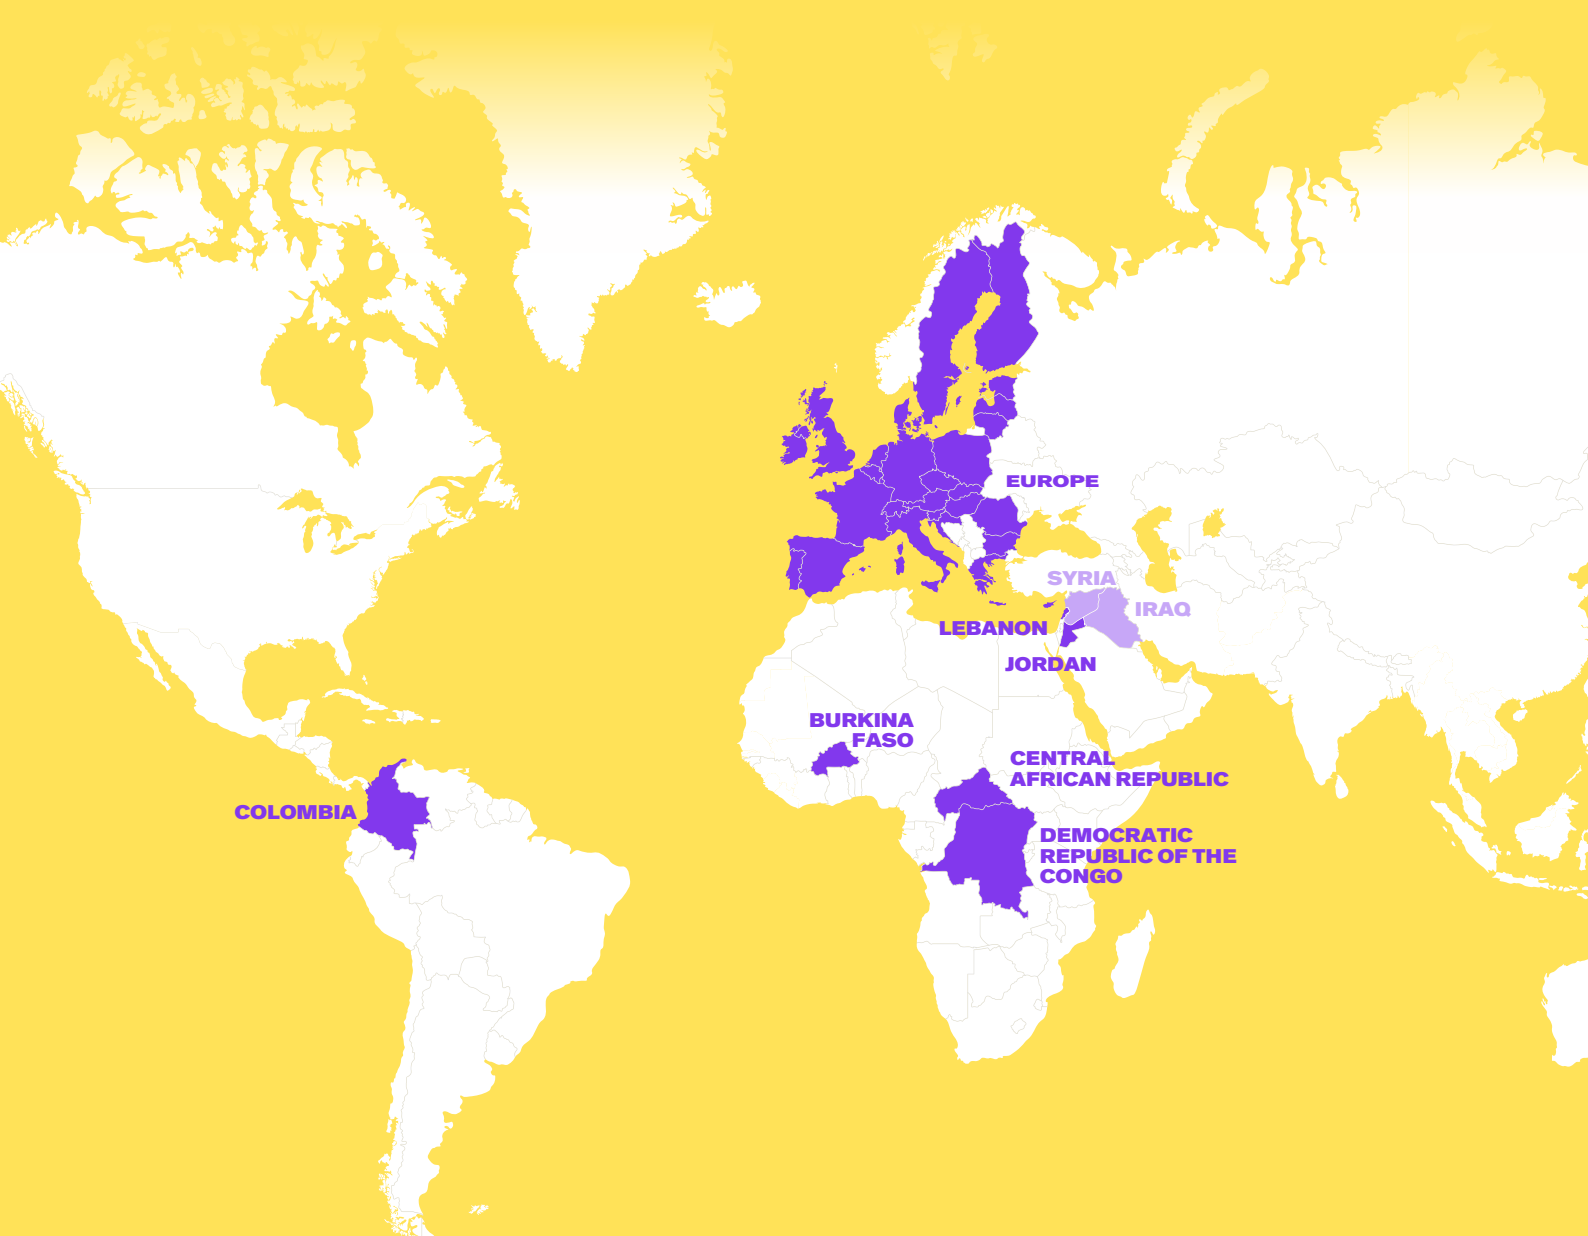 EUROPE
SYRIA
IRAQ
LEBANON
JORDAN
BURKINA
FASO
CENTRAL
AFRICAN REPUBLIC
COLOMBIA
DEMOCRATIC
REPUBLIC OF THE
CONGO